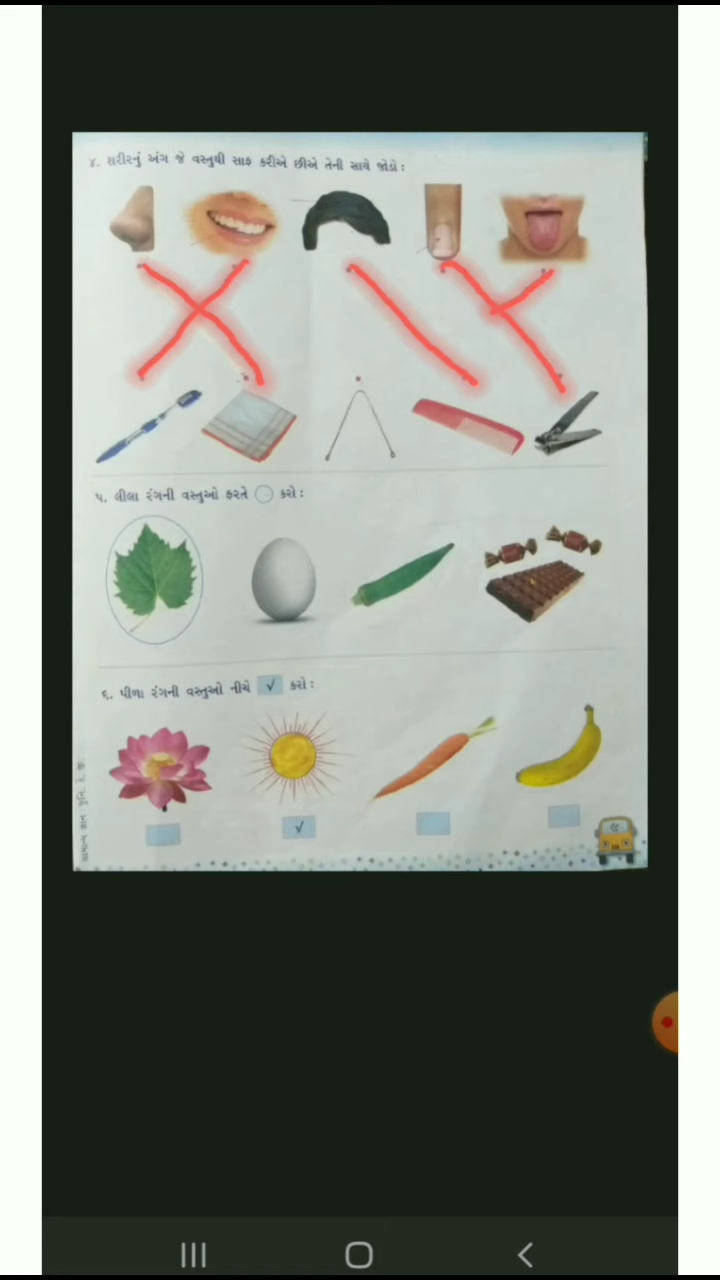 ૪. શરીરનું અંગ જે વસ્તુથી સાફ કરીએ છીએ તેની સાથે જોડો :
૫. લીલા રંગની વસ્તુઓ ફરતે ◯ કરો :
૬. પીળા રંગની વસ્તુઓ નીચે ✓ કરો :
✓